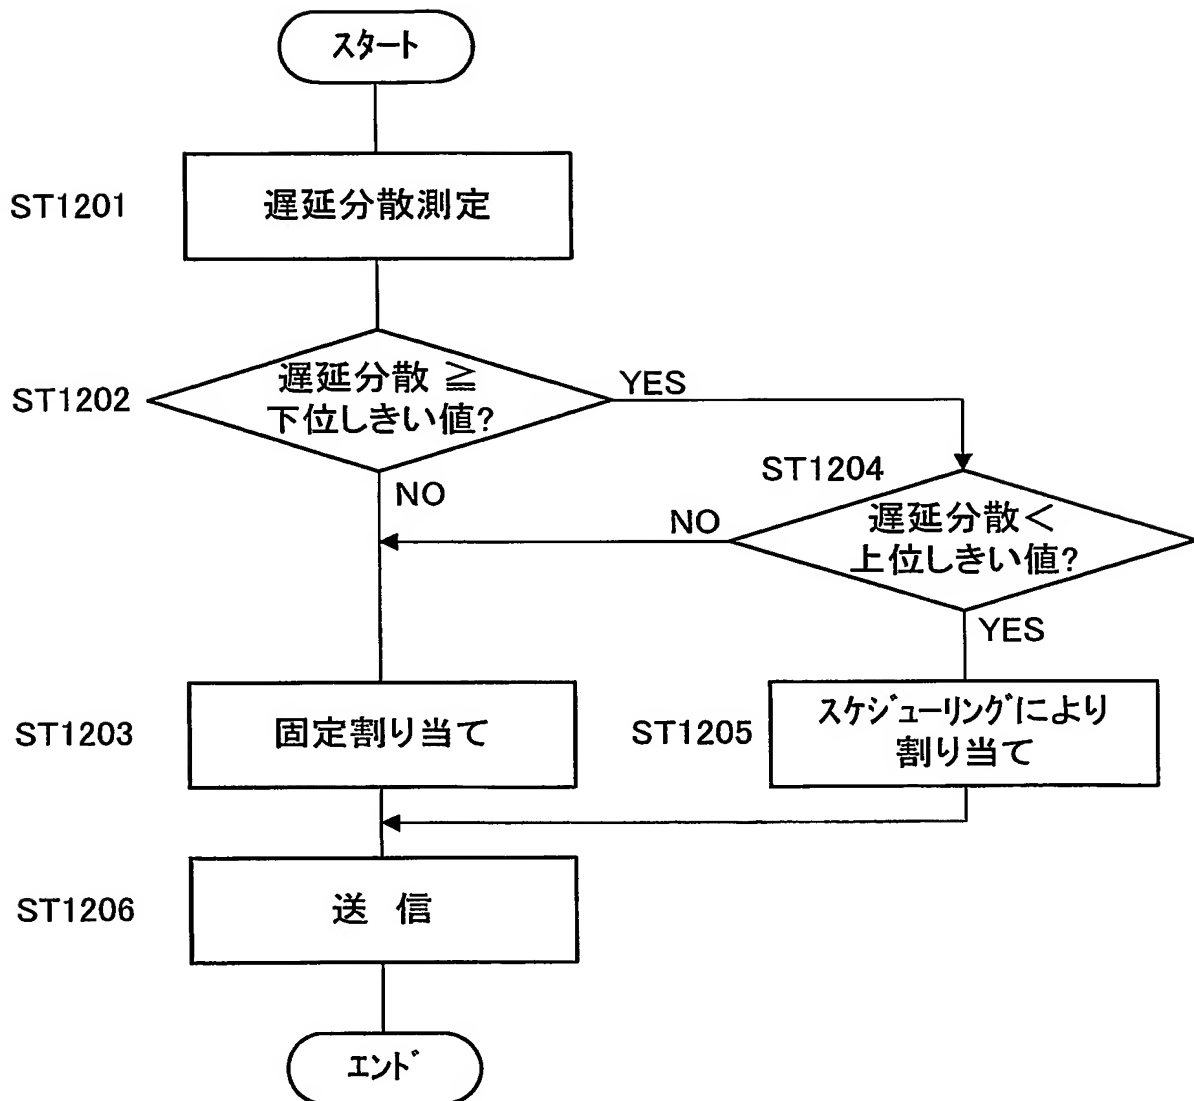 スタート
ST1201
遅延分散測定
ST1202
遅延分散 ≧
下位しきい値?
YES
NO
ST1204
遅延分散<
上位しきい値?
NO
YES
ST1203
固定割り当て
ST1205
スケジューリングにより
割り当て
ST1206
送 信
エンド